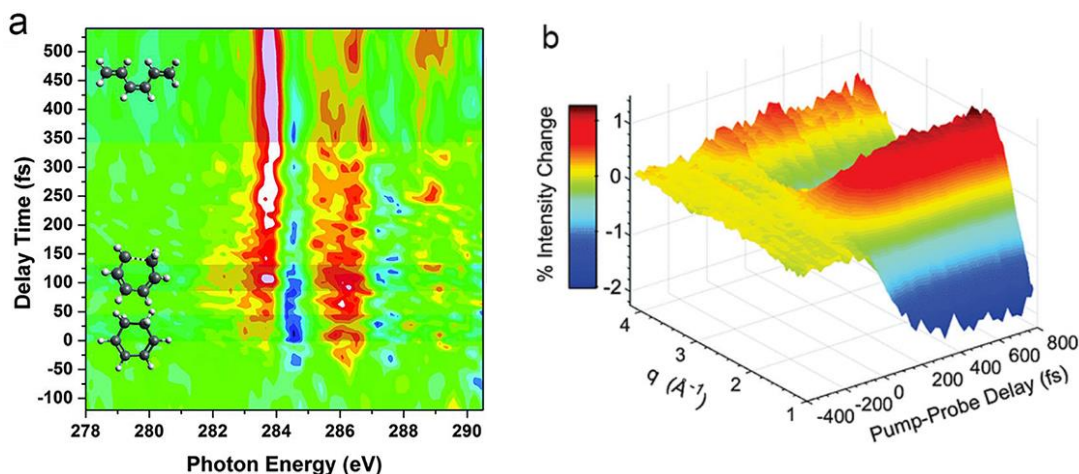 a
500
450
400
350
300
250
200
150
100
50
0
-50
-100
Delay Time (fs)
278 280 282 284 286 288 290
Photon Energy (eV)
b
% Intensity Change
1
0
-1
-2
4 3 2 1
q (Å⁻¹)
-400 -200 0 200 400 600 800
Pump-Probe Delay (fs)